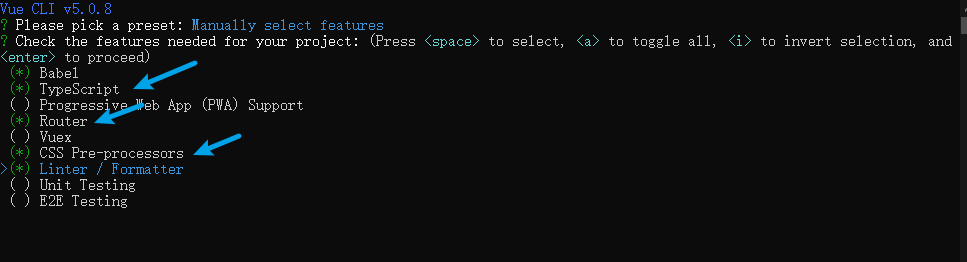 Vue CLI v5.0.8
? Please pick a preset: Manually select features
? Check the features needed for your project: (Press <space> to select, <a> to toggle all, <i> to invert selection, and
<enter> to proceed)
(*) Babel
(*) TypeScript
( ) Progressive Web App (PWA) Support
(*) Router
( ) Vuex
(*) CSS Pre-processors
>(*) Linter / Formatter
( ) Unit Testing
( ) E2E Testing